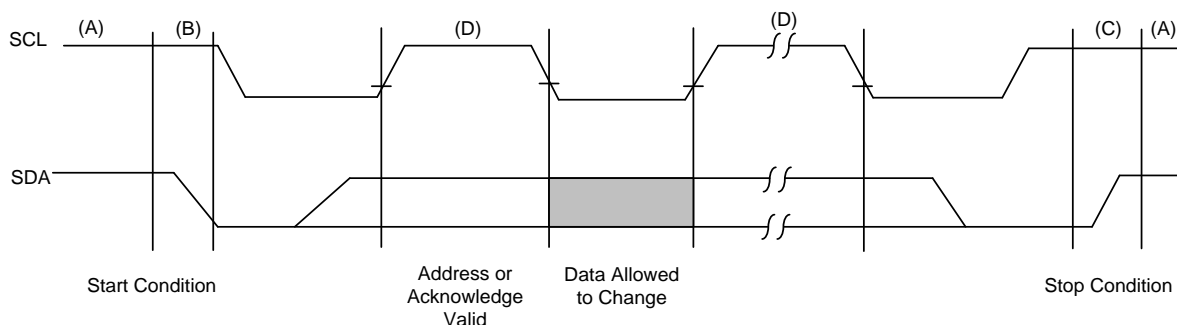 SCL
(A)
(B)
(D)
(D)
(C)
(A)
SDA
Start Condition
Address or
Acknowledge
Valid
Data Allowed
to Change
Stop Condition